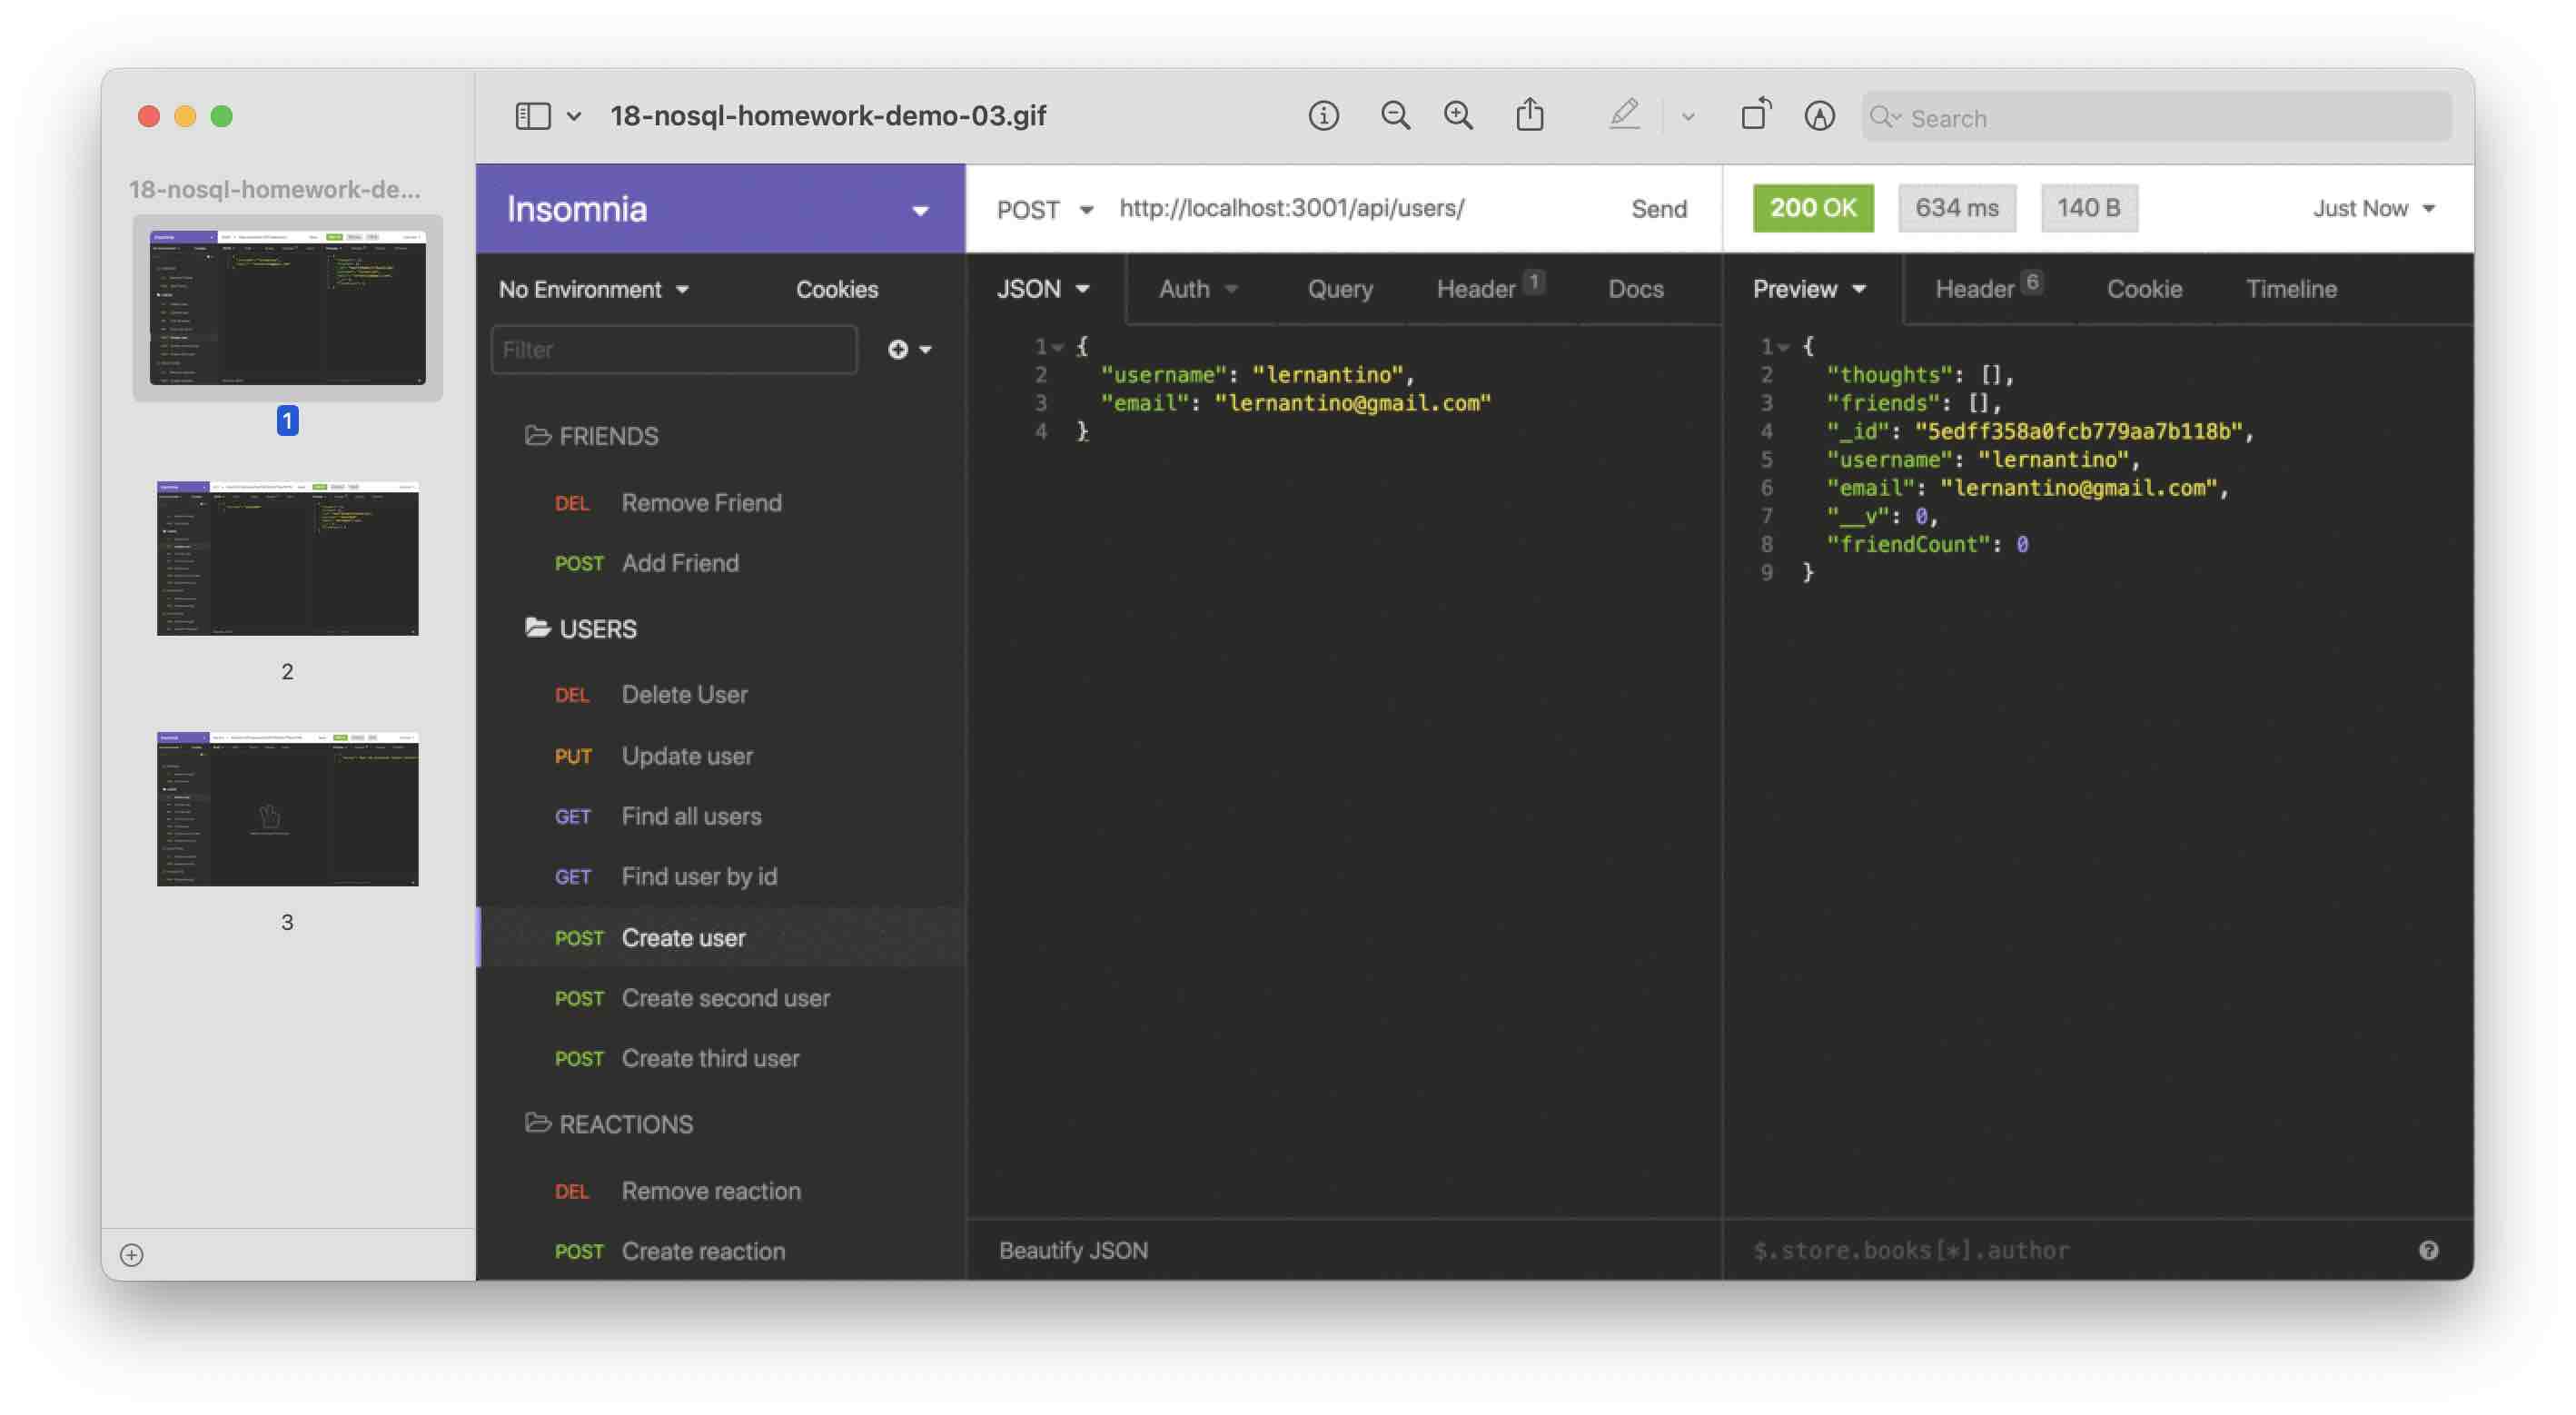 18-nosql-homework-demo-03.gif
Search
18-nosql-homework-de...
1
2
3
Insomnia
POST http://localhost:3001/api/users/ Send
200 OK 634 ms 140 B Just Now
No Environment Cookies
Filter
FRIENDS
DEL Remove Friend
POST Add Friend
USERS
DEL Delete User
PUT Update user
GET Find all users
GET Find user by id
POST Create user
POST Create second user
POST Create third user
REACTIONS
DEL Remove reaction
POST Create reaction
JSON Auth Query Header 1 Docs
1 {
2 "username": "lernantino",
3 "email": "lernantino@gmail.com"
4 }
Beautify JSON
Preview Header 6 Cookie Timeline
1 {
2 "thoughts": [],
3 "friends": [],
4 "_id": "5edff358a0fcb779aa7b118b",
5 "username": "lernantino",
6 "email": "lernantino@gmail.com",
7 "__v": 0,
8 "friendCount": 0
9 }
$.store.books[*].author